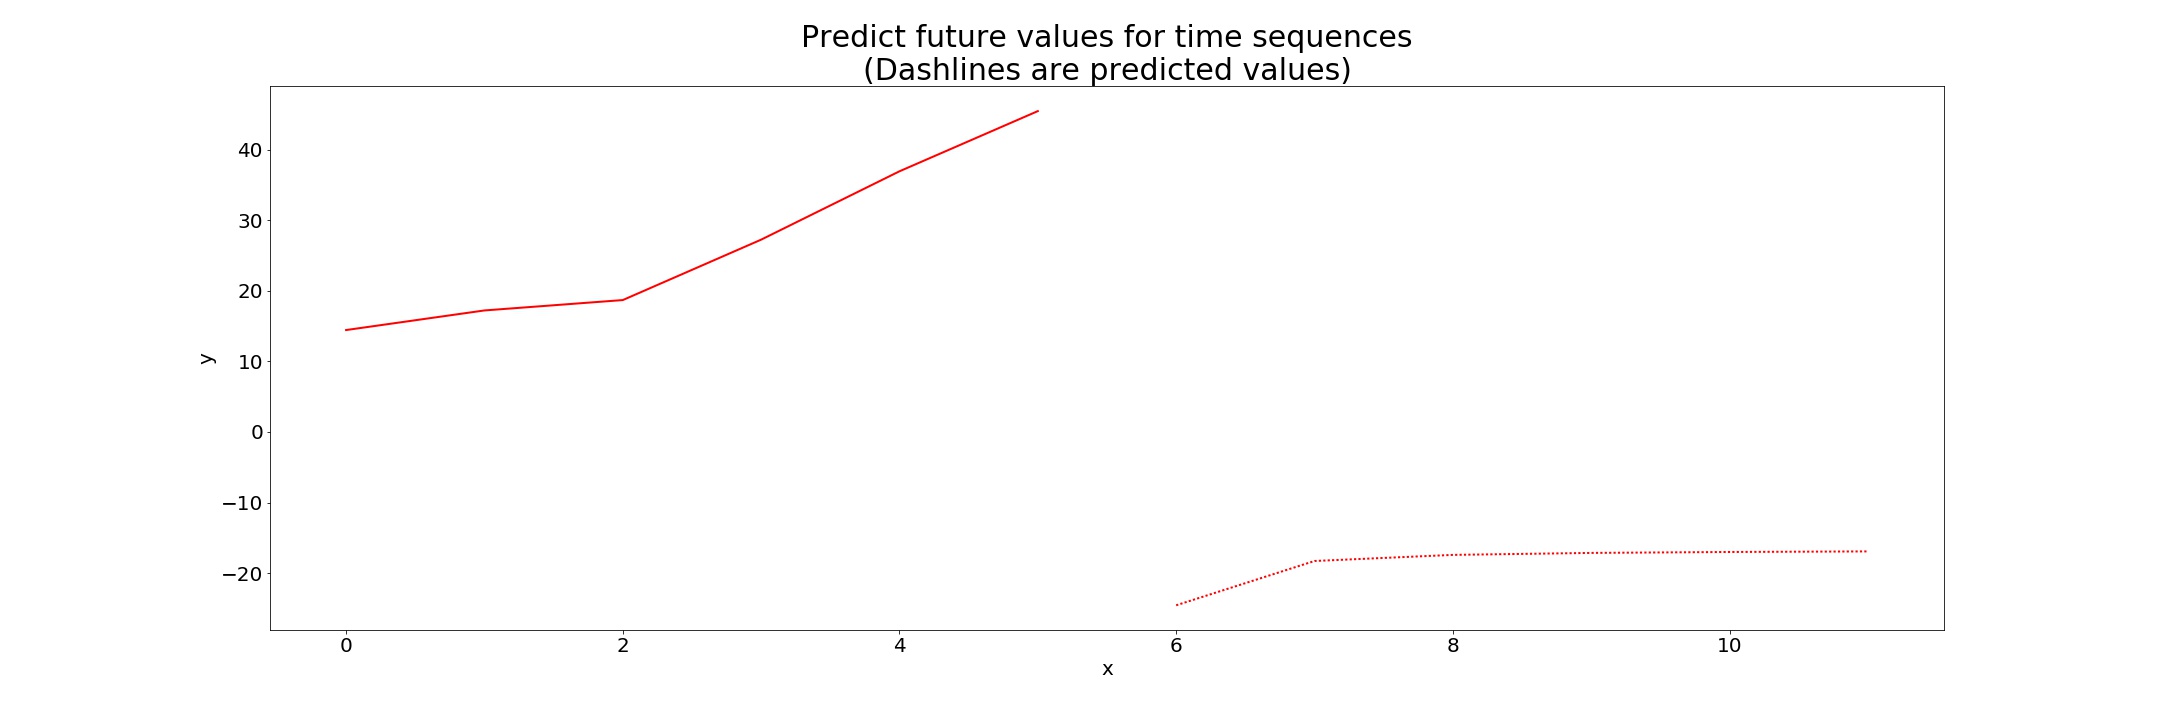 Predict future values for time sequences
(Dashlines are predicted values)
40
30
20
10
0
−10
−20
y
0 2 4 6 8 10
x